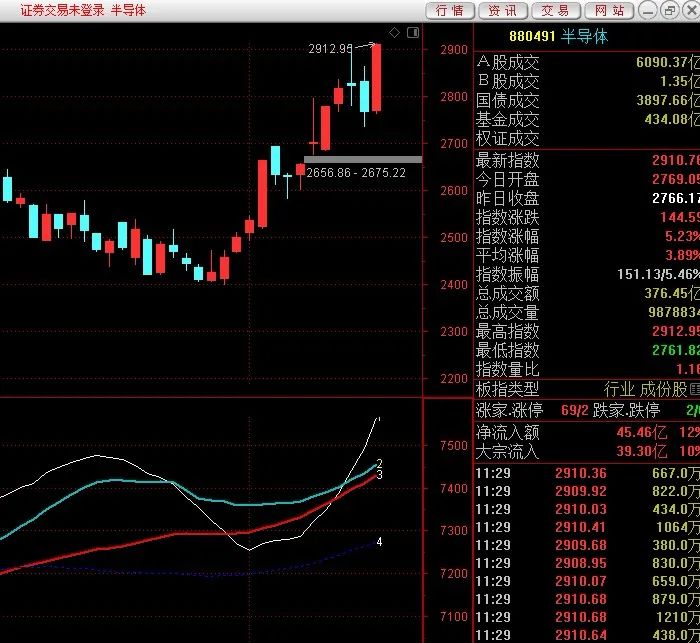 证券交易未登录 半导体
行情 资讯 交易 网站
880491 半导体
A股成交 6090.37亿
B股成交 1.35亿
国债成交 3897.66亿
基金成交 434.08亿
权证成交
最新指数 2910.76
今日开盘 2769.05
昨日收盘 2766.17
指数涨跌 144.59
指数涨幅 5.23%
平均涨幅 3.89%
指数振幅 151.13/5.46%
总成交额 376.45亿
总成交量 9878834
最高指数 2912.95
最低指数 2761.82
指数量比 1.16
板指类型 行业 成份股
涨家.涨停 69/2 跌家.跌停 2/
净流入额 45.46亿 12%
大宗流入 39.30亿 10%
11:29 2910.36 667.0万
11:29 2909.92 822.0万
11:29 2910.03 434.0万
11:29 2910.41 1064万
11:29 2909.68 380.0万
11:29 2908.95 830.0万
11:29 2910.07 659.0万
11:29 2910.68 879.0万
11:29 2910.68 1210万
11:29 2910.64 438.0万
2912.95
2656.86 - 2675.22
2900
2800
2700
2600
2500
2400
2300
2200
7500
7400
7300
7200
7100
1
2
3
4